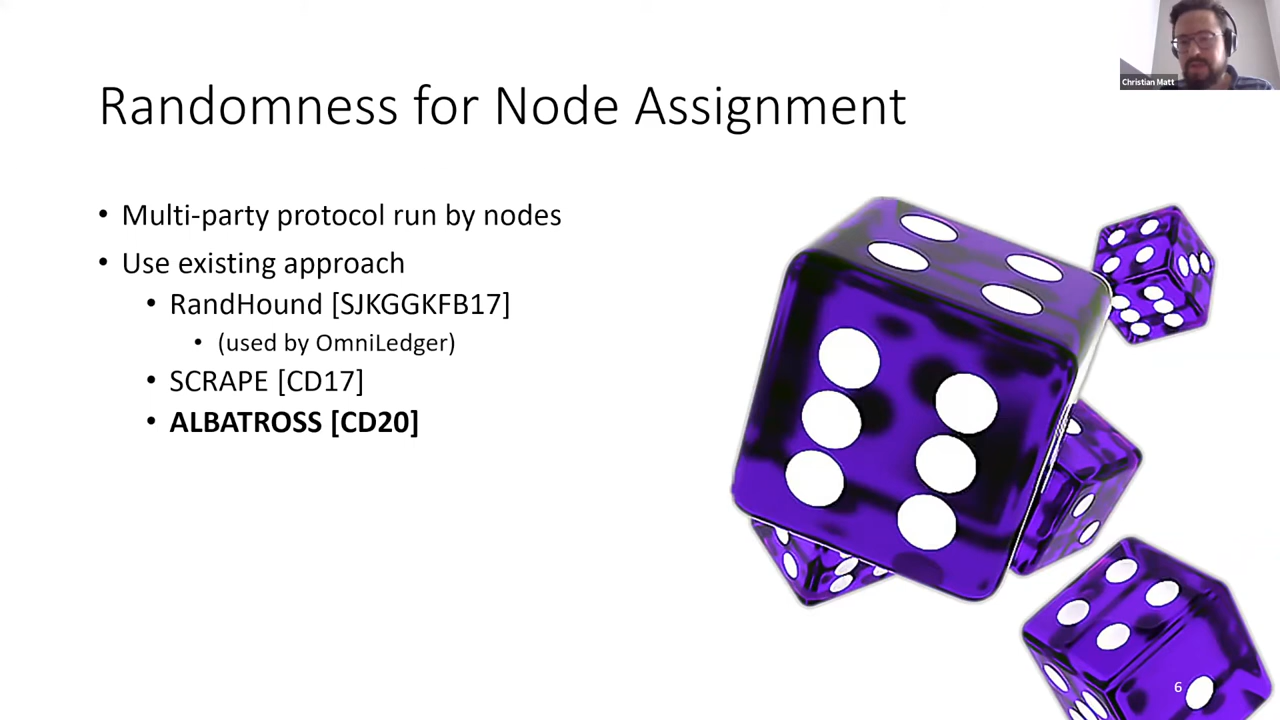 Christian Matt
Randomness for Node Assignment
• Multi-party protocol run by nodes
• Use existing approach
• RandHound [SJKGGKFB17]
• (used by OmniLedger)
• SCRAPE [CD17]
• ALBATROSS [CD20]
6